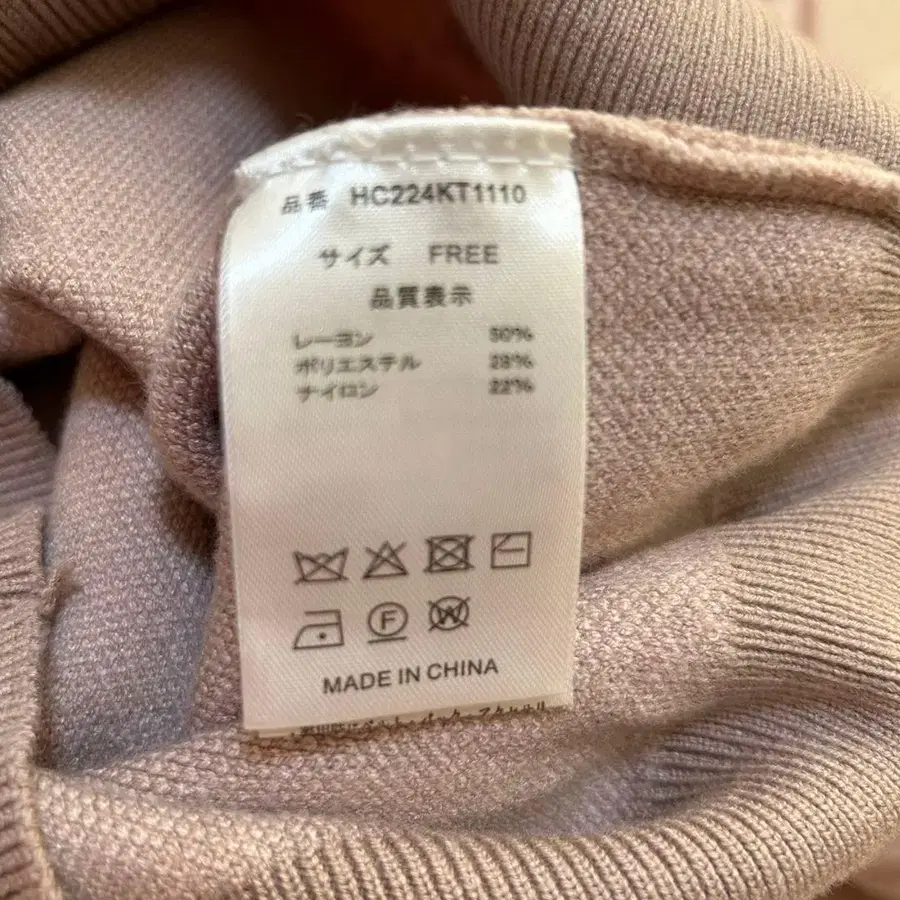 品番 HC224KT1110
サイズ FREE
品質表示
レーヨン 50%
ポリエステル 28%
ナイロン 22%
F
W
MADE IN CHINA